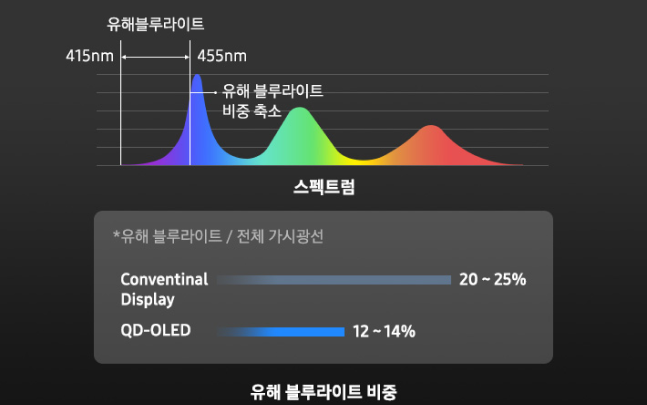 유해블루라이트
415nm
455nm
유해 블루라이트
비중 축소
스펙트럼
*유해 블루라이트 / 전체 가시광선
Conventinal
Display
20 ~ 25%
QD-OLED
12 ~ 14%
유해 블루라이트 비중